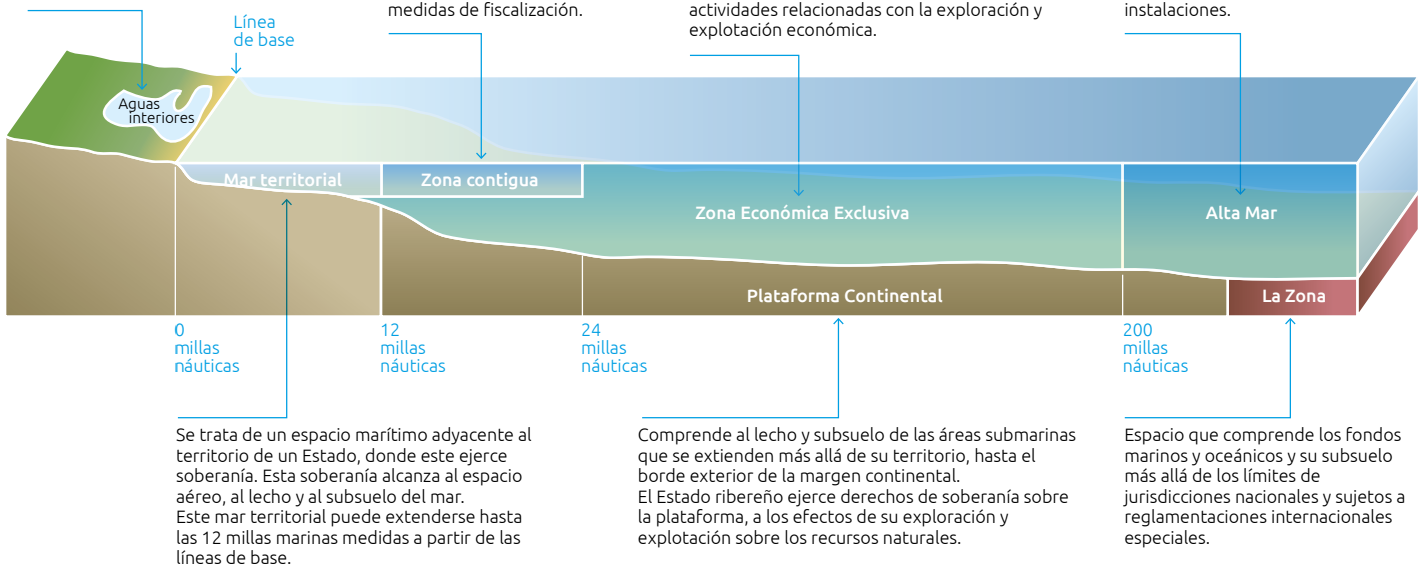 medidas de fiscalización.
actividades relacionadas con la exploración y
explotación económica.
instalaciones.
Línea
de base
Aguas
interiores
Mar territorial
Zona contigua
Zona Económica Exclusiva
Alta Mar
Plataforma Continental
La Zona
0
millas
náuticas
12
millas
náuticas
24
millas
náuticas
200
millas
náuticas
Se trata de un espacio marítimo adyacente al
territorio de un Estado, donde este ejerce
soberanía. Esta soberanía alcanza al espacio
aéreo, al lecho y al subsuelo del mar.
Este mar territorial puede extenderse hasta
las 12 millas marinas medidas a partir de las
líneas de base.
Comprende al lecho y subsuelo de las áreas submarinas
que se extienden más allá de su territorio, hasta el
borde exterior de la margen continental.
El Estado ribereño ejerce derechos de soberanía sobre
la plataforma, a los efectos de su exploración y
explotación sobre los recursos naturales.
Espacio que comprende los fondos
marinos y oceánicos y su subsuelo
más allá de los límites de
jurisdicciones nacionales y sujetos a
reglamentaciones internacionales
especiales.